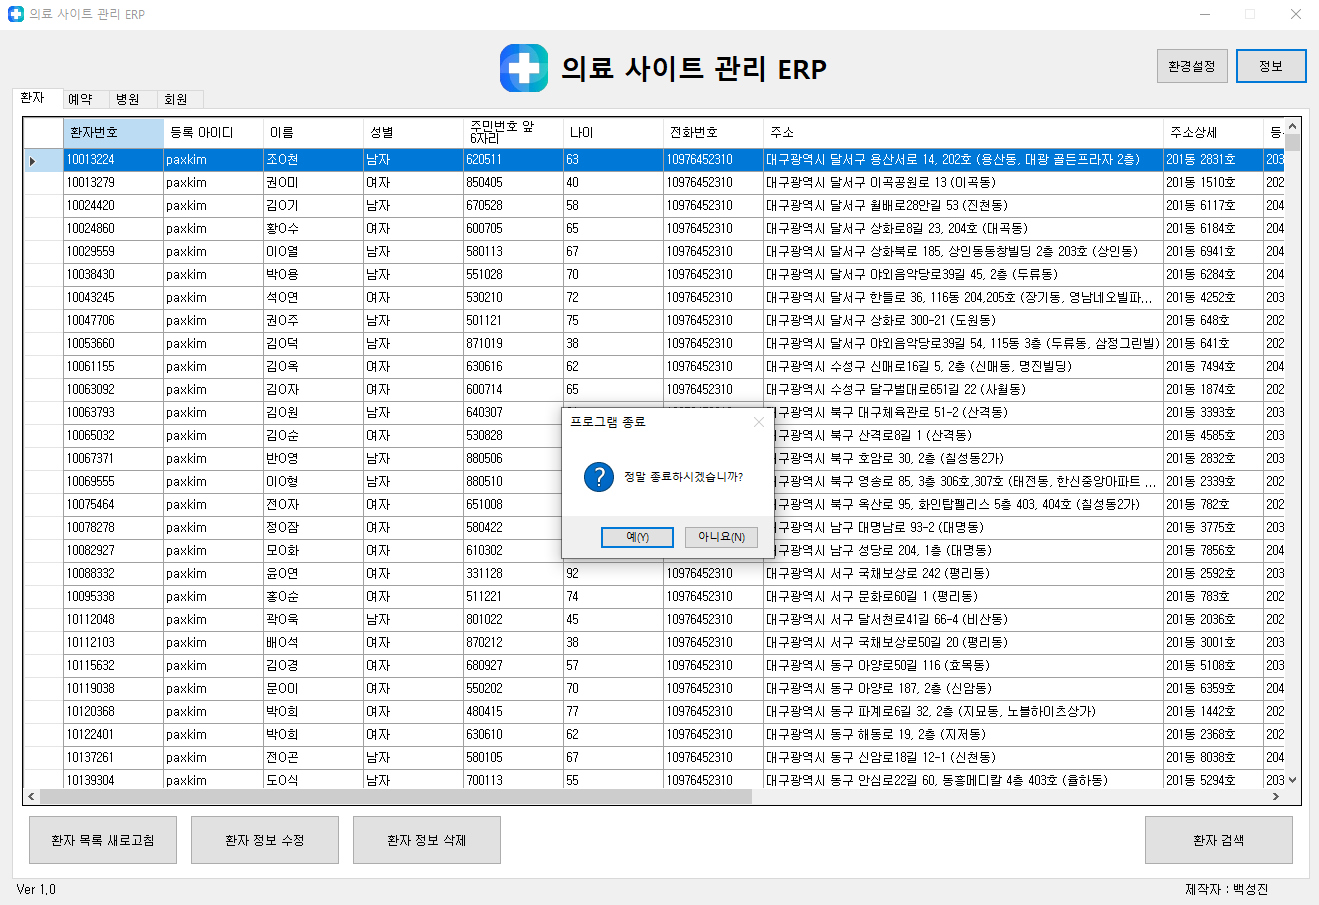 의료 사이트 관리 ERP
의료 사이트 관리 ERP
환경설정 정보
환자 예약 병원 회원
환자번호 등록 아이디 이름 성별 주민번호 앞 6자리 나이 전화번호 주소 주소상세
10013224 paxkim 조O천 남자 620511 63 10976452310 대구광역시 달서구 용산서로 14, 202호 (용산동, 대광 골든프라자 2층) 201동 2831호 203
10013279 paxkim 권O미 여자 850405 40 10976452310 대구광역시 달서구 이곡공원로 13 (이곡동) 201동 1510호 202
10024420 paxkim 김O기 남자 670528 58 10976452310 대구광역시 달서구 월배로28안길 53 (진천동) 201동 6117호 204
10024860 paxkim 황O수 여자 600705 65 10976452310 대구광역시 달서구 상화로8길 23, 204호 (대곡동) 201동 6184호 204
10029559 paxkim 이O열 남자 580113 67 10976452310 대구광역시 달서구 상화북로 185, 상인동동창빌딩 2층 203호 (상인동) 201동 6941호 204
10038430 paxkim 박O용 남자 551028 70 10976452310 대구광역시 달서구 야외음악당로39길 45, 2층 (두류동) 201동 6284호 204
10043245 paxkim 석O연 여자 530210 72 10976452310 대구광역시 달서구 한들로 36, 116동 204,205호 (장기동, 영남네오빌파... 201동 4252호 203
10047706 paxkim 권O주 남자 501121 75 10976452310 대구광역시 달서구 상화로 300-21 (도원동) 201동 648호 202
10053660 paxkim 김O덕 남자 871019 38 10976452310 대구광역시 달서구 야외음악당로39길 54, 115동 3층 (두류동, 삼정그린빌) 201동 641호 202
10061155 paxkim 김O옥 여자 630616 62 10976452310 대구광역시 수성구 신매로16길 5, 2층 (신매동, 명진빌딩) 201동 7494호 204
10063092 paxkim 김O자 여자 600714 65 10976452310 대구광역시 수성구 달구벌대로651길 22 (사월동) 201동 1874호 202
10063793 paxkim 김O원 남자 640307 대구광역시 북구 대구체육관로 51-2 (산격동) 201동 3393호 203
10065032 paxkim 김O순 여자 530828 구광역시 북구 산격로8길 1 (산격동) 201동 4585호 203
10067371 paxkim 반O영 남자 880506 구광역시 북구 호암로 30, 2층 (칠성동2가) 201동 2832호 203
10069555 paxkim 이O형 남자 880510 구광역시 북구 영송로 85, 3층 306호,307호 (태전동, 한신중앙아파트 ... 201동 2339호 202
10075464 paxkim 전O자 여자 651008 구광역시 북구 옥산로 95, 화인탑펠리스 5층 403, 404호 (칠성동2가) 201동 782호 202
10078278 paxkim 정O잠 여자 580422 구광역시 남구 대명남로 93-2 (대명동) 201동 3775호 203
10082927 paxkim 모O화 여자 610302 구광역시 남구 성당로 204, 1층 (대명동) 201동 7856호 204
10088332 paxkim 윤O연 여자 331128 92 10976452310 대구광역시 서구 국채보상로 242 (평리동) 201동 2592호 203
10095338 paxkim 홍O순 여자 511221 74 10976452310 대구광역시 서구 문화로60길 1 (평리동) 201동 783호 202
10112048 paxkim 곽O욱 남자 801022 45 10976452310 대구광역시 서구 달서천로41길 66-4 (비산동) 201동 2036호 202
10112103 paxkim 배O석 여자 870212 38 10976452310 대구광역시 서구 국채보상로50길 20 (평리동) 201동 3001호 203
10115632 paxkim 김O경 여자 680927 57 10976452310 대구광역시 동구 아양로50길 116 (효목동) 201동 5108호 203
10119038 paxkim 문O이 여자 550202 70 10976452310 대구광역시 동구 아양로 187, 2층 (신암동) 201동 6359호 204
10120368 paxkim 박O희 여자 480415 77 10976452310 대구광역시 동구 파계로6길 32, 2층 (지묘동, 노블하이츠상가) 201동 1442호 202
10122401 paxkim 박O희 여자 630610 62 10976452310 대구광역시 동구 해동로 19, 2층 (지저동) 201동 2368호 202
10137261 paxkim 전O곤 남자 580105 67 10976452310 대구광역시 동구 신암로18길 12-1 (신천동) 201동 8038호 204
10139304 paxkim 도O식 남자 700113 55 10976452310 대구광역시 동구 안심로22길 60, 동흥메디칼 4층 403호 (율하동) 201동 5294호 203
프로그램 종료
정말 종료하시겠습니까?
예(Y) 아니요(N)
환자 목록 새로고침 환자 정보 수정 환자 정보 삭제 환자 검색
Ver 1.0 제작자 : 백성진